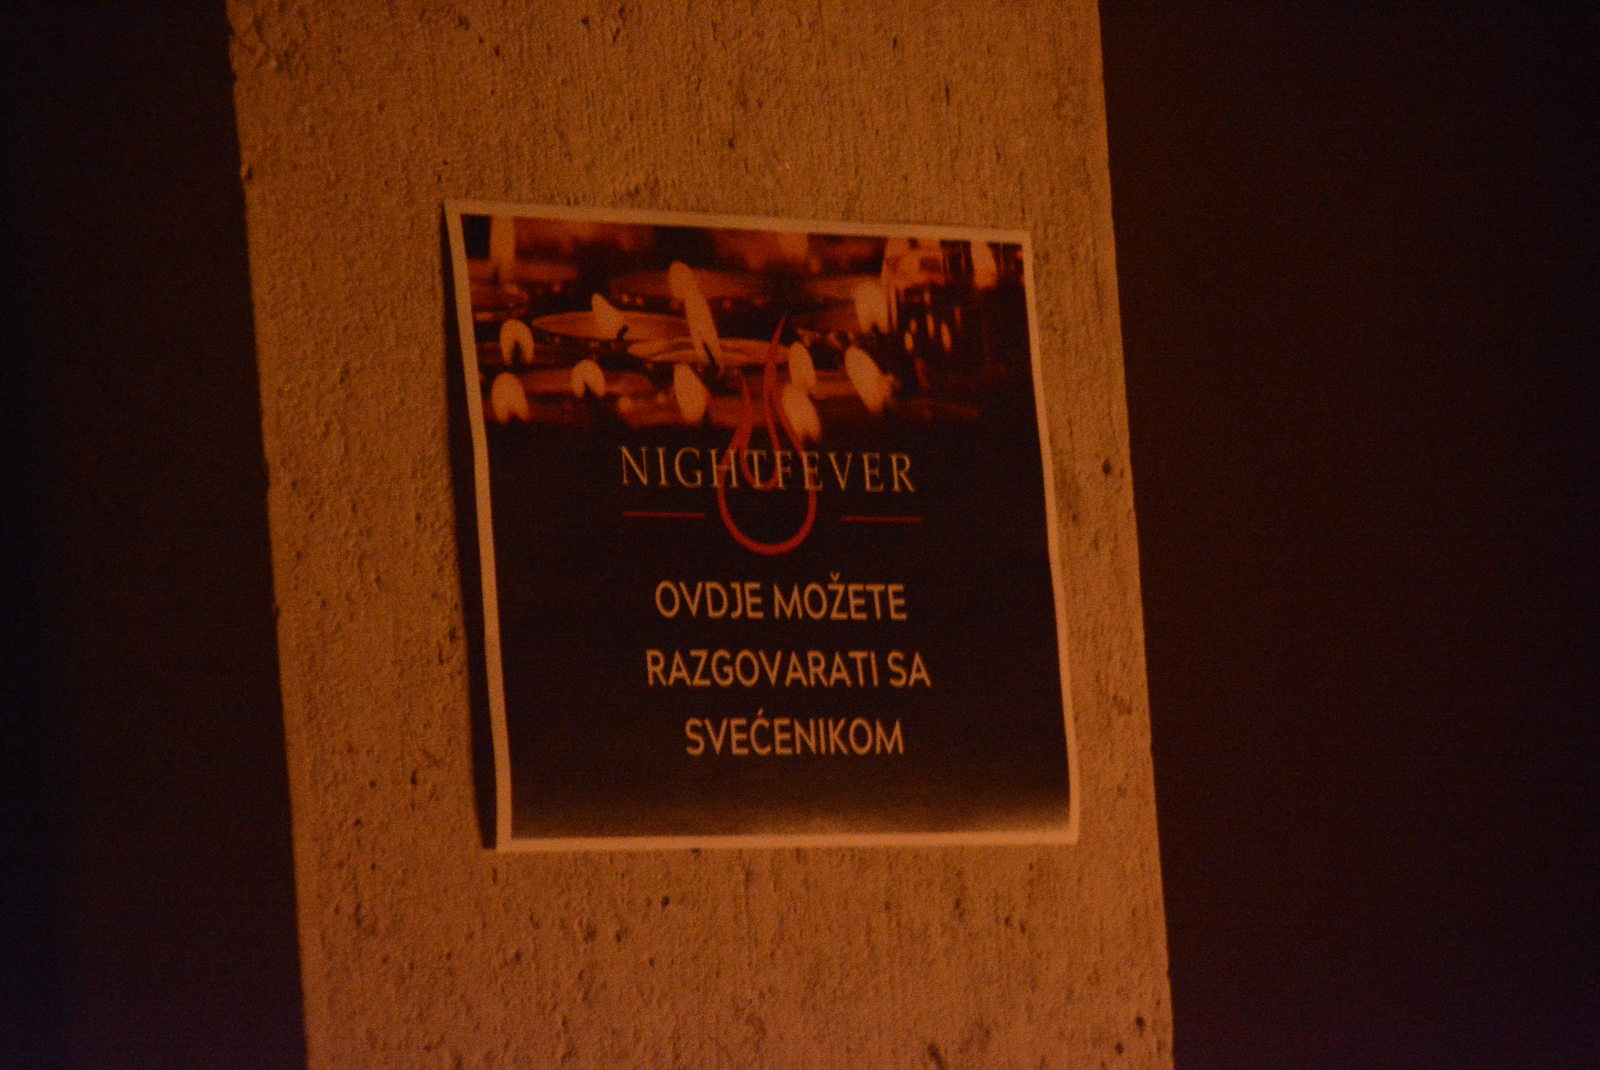 NIGHTFEVER
OVDJE MOŽETE
RAZGOVARATI SA
SVEĆENIKOM